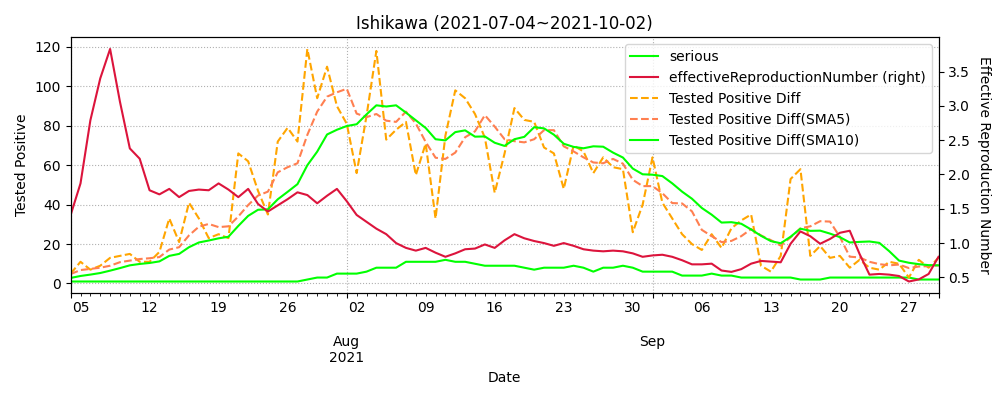 Ishikawa (2021-07-04~2021-10-02)
serious
effectiveReproductionNumber (right)
Tested Positive Diff
Tested Positive Diff(SMA5)
Tested Positive Diff(SMA10)
Tested Positive
120
100
80
60
40
20
0
3.5
3.0
2.5
2.0
1.5
1.0
0.5
Effective Reproduction Number
05 12 19 26 02 09 16 23 30 06 13 20 27
Aug Sep
2021
Date